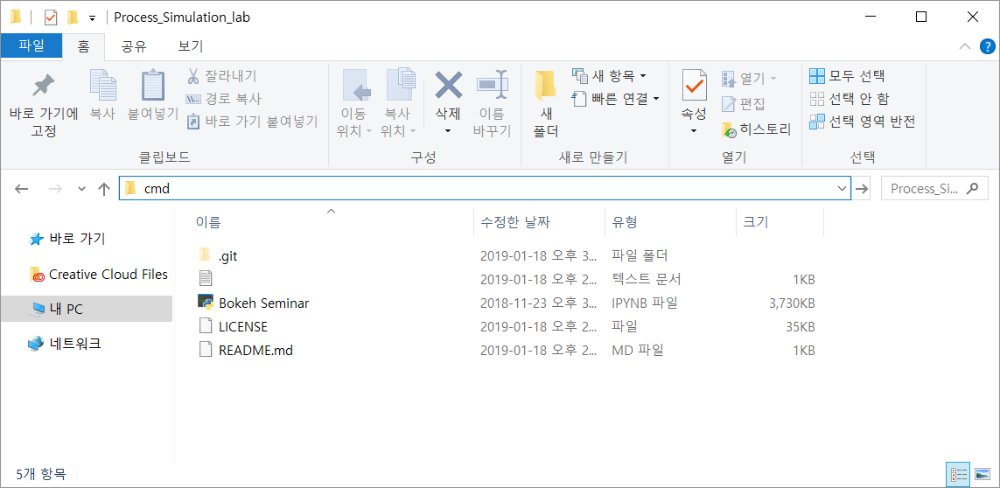 Process_Simulation_lab
파일 홈 공유 보기
바로 가기에 고정
복사
붙여넣기
잘라내기
경로 복사
바로 가기 붙여넣기
클립보드
이동 위치
복사 위치
삭제
이름 바꾸기
구성
새 폴더
새 항목
빠른 연결
새로 만들기
속성
열기
편집
히스토리
열기
모두 선택
선택 안 함
선택 영역 반전
선택
cmd
Process_Si...
바로 가기
Creative Cloud Files
내 PC
네트워크
이름 수정한 날짜 유형 크기
.git 2019-01-18 오후 3... 파일 폴더
2019-01-18 오후 2... 텍스트 문서 1KB
Bokeh Seminar 2018-11-23 오후 3... IPYNB 파일 3,730KB
LICENSE 2019-01-18 오후 2... 파일 35KB
README.md 2019-01-18 오후 2... MD 파일 1KB
5개 항목